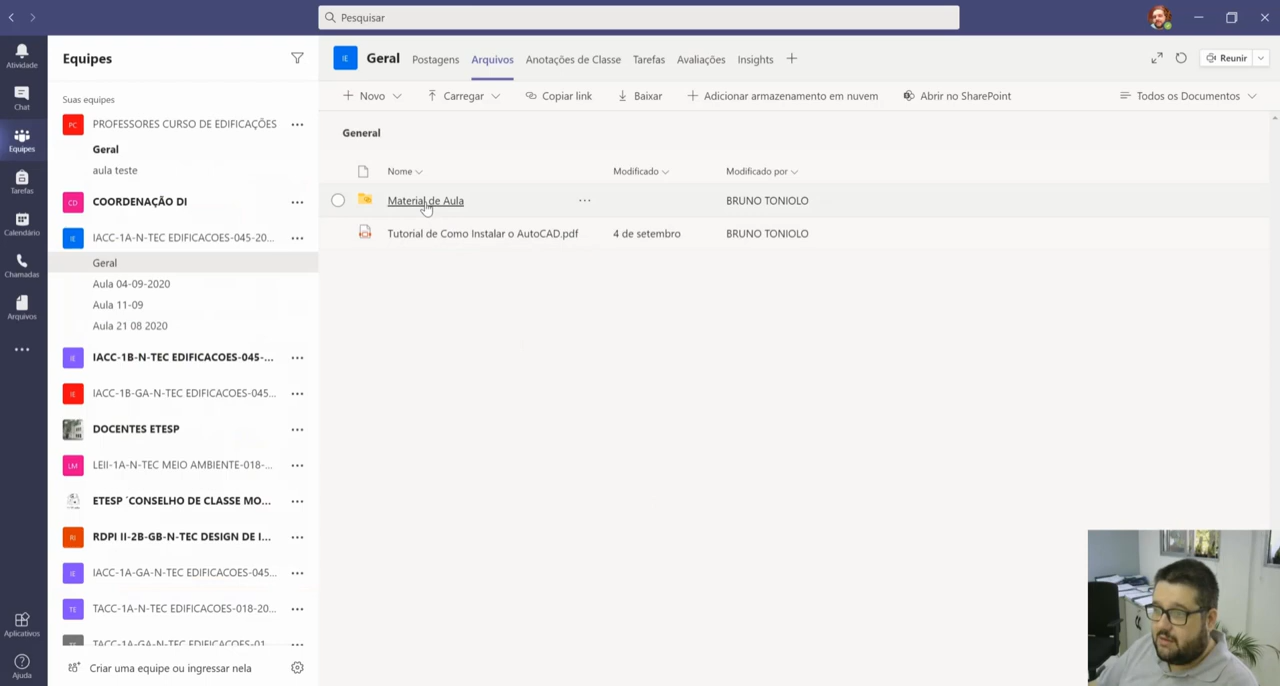 Pesquisar
Atividade
Chat
Equipes
Tarefas
Calendário
Chamadas
Arquivos
Aplicativos
Ajuda
Equipes
Suas equipes
PC PROFESSORES CURSO DE EDIFICAÇÕES ...
Geral
aula teste
CD COORDENAÇÃO DI ...
IE IACC-1A-N-TEC EDIFICACOES-045-20... ...
Geral
Aula 04-09-2020
Aula 11-09
Aula 21 08 2020
IE IACC-1B-N-TEC EDIFICACOES-045-... ...
IE IACC-1B-GA-N-TEC EDIFICACOES-045... ...
DOCENTES ETESP ...
LM LEII-1A-N-TEC MEIO AMBIENTE-018-... ...
ETESP ´CONSELHO DE CLASSE MO... ...
RI RDPI II-2B-GB-N-TEC DESIGN DE I... ...
IE IACC-1A-GA-N-TEC EDIFICACOES-045... ...
TE TACC-1A-N-TEC EDIFICACOES-018-20... ...
TACC-1A-GA-N-TEC EDIFICACOES-01...
Criar uma equipe ou ingressar nela
IE Geral Postagens Arquivos Anotações de Classe Tarefas Avaliações Insights + Reunir
+ Novo Carregar Copiar link Baixar + Adicionar armazenamento em nuvem Abrir no SharePoint Todos os Documentos
General
Nome Modificado Modificado por
Material de Aula ... BRUNO TONIOLO
Tutorial de Como Instalar o AutoCAD.pdf 4 de setembro BRUNO TONIOLO